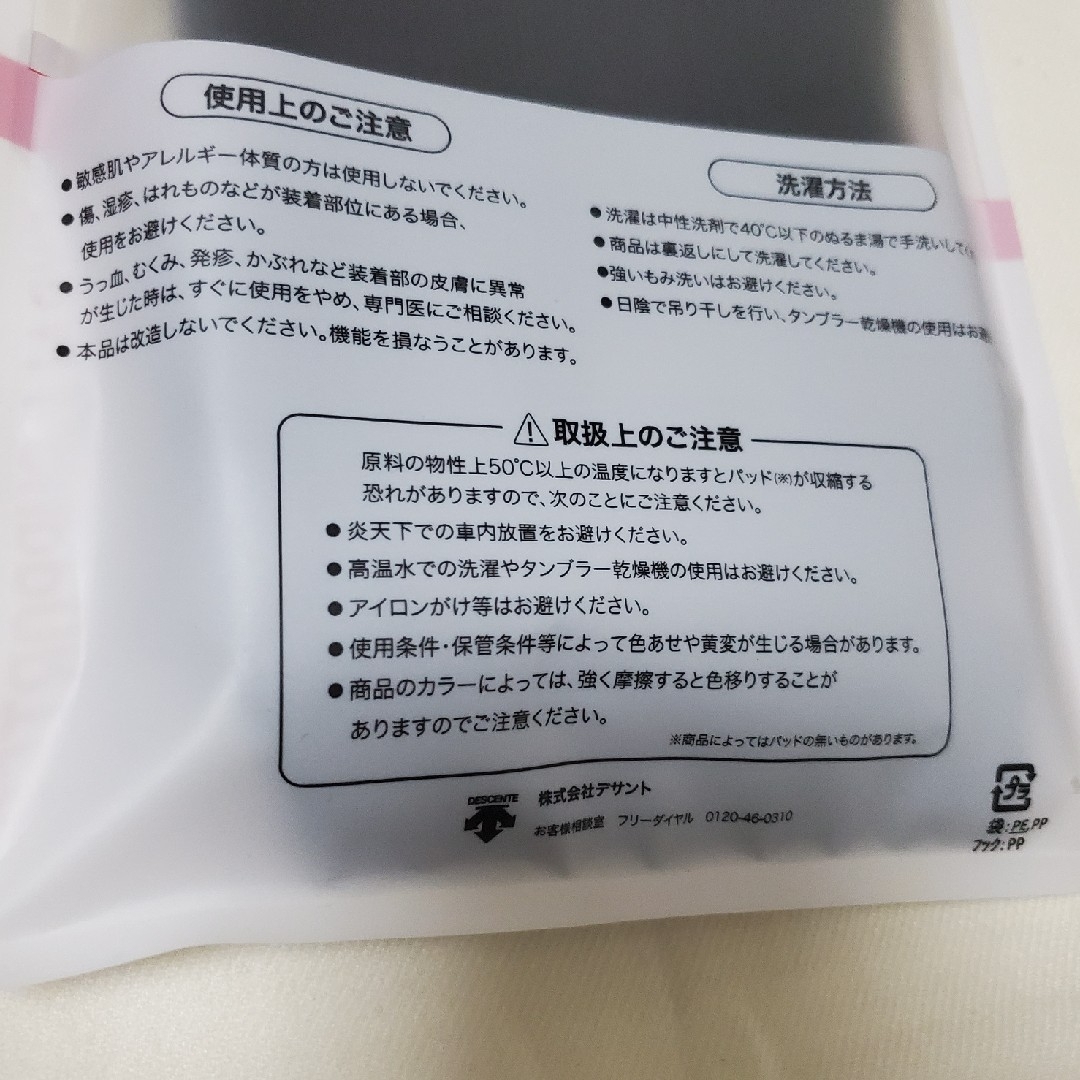 使用上のご注意
●敏感肌やアレルギー体質の方は使用しないでください。
●傷、湿疹、はれものなどが装着部位にある場合、
使用をお避けください。
●うっ血、むくみ、発疹、かぶれなど装着部の皮膚に異常
が生じた時は、すぐに使用をやめ、専門医にご相談ください。
●本品は改造しないでください。機能を損なうことがあります。
洗濯方法
●洗濯は中性洗剤で40℃以下のぬるま湯で手洗いして
●商品は裏返しにして洗濯してください。
●強いもみ洗いはお避けください。
●日陰で吊り干しを行い、タンブラー乾燥機の使用はお避
⚠取扱上のご注意
原料の物性上50℃以上の温度になりますとパッド(※)が収縮する
恐れがありますので、次のことにご注意ください。
●炎天下での車内放置をお避けください。
●高温水での洗濯やタンブラー乾燥機の使用はお避けください。
●アイロンがけ等はお避けください。
●使用条件・保管条件等によって色あせや黄変が生じる場合があります。
●商品のカラーによっては、強く摩擦すると色移りすることが
ありますのでご注意ください。
※商品によってはパッドの無いものがあります。
DESCENTE
株式会社デサント
お客様相談室 フリーダイヤル 0120-46-0310
プラ
袋:PE,PP
フック:PP